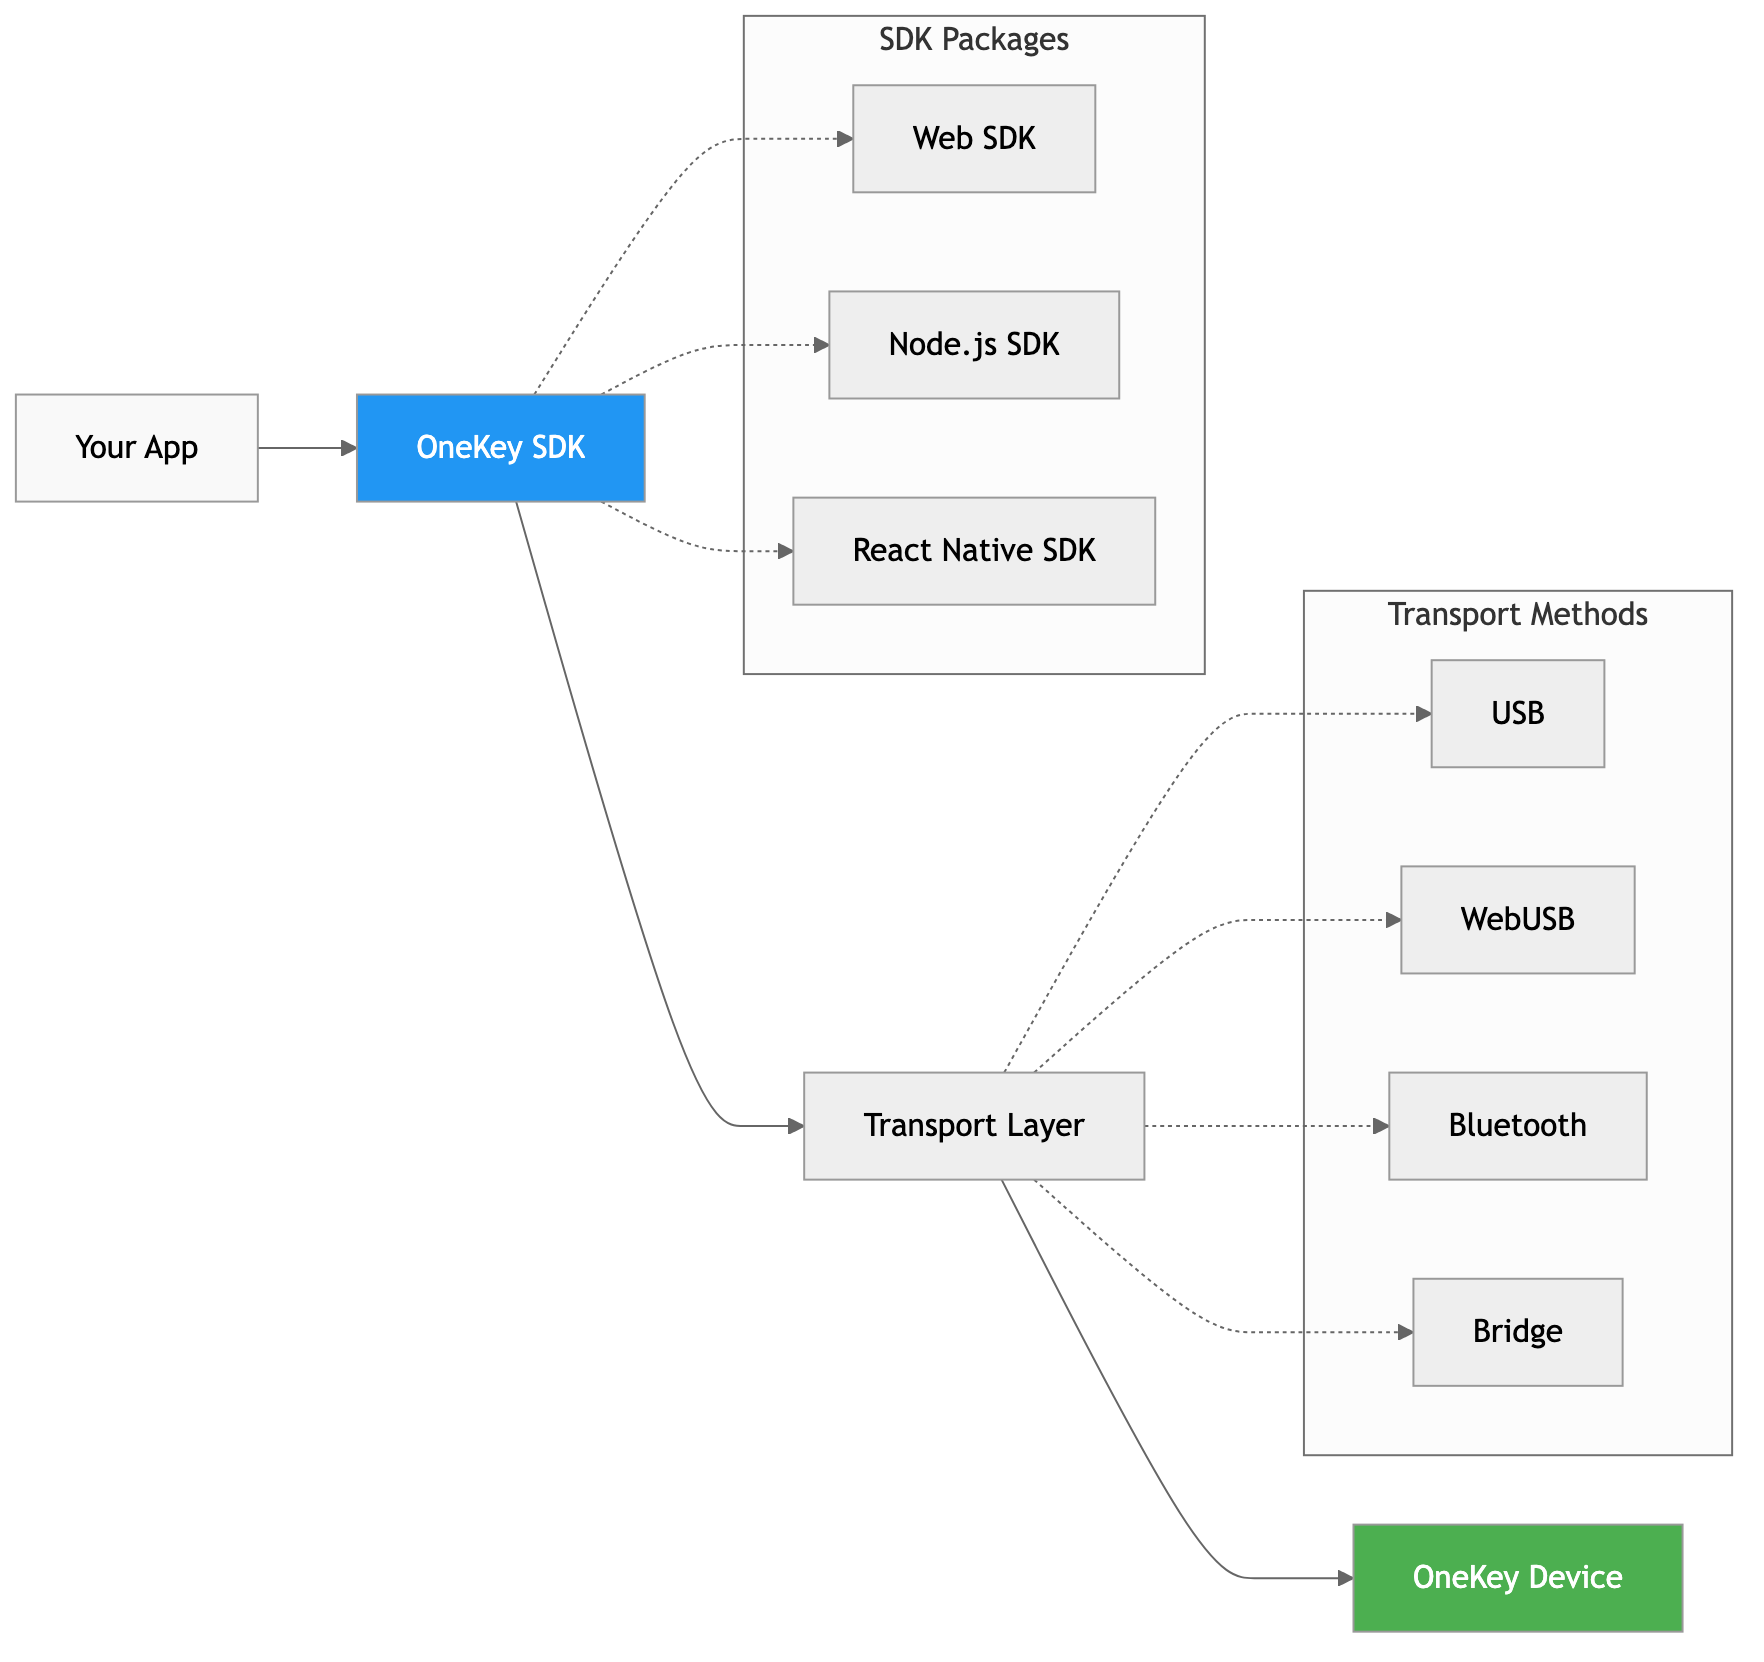 SDK Packages
Web SDK
Node.js SDK
Your App
OneKey SDK
React Native SDK
Transport Methods
USB
WebUSB
Transport Layer
Bluetooth
Bridge
OneKey Device